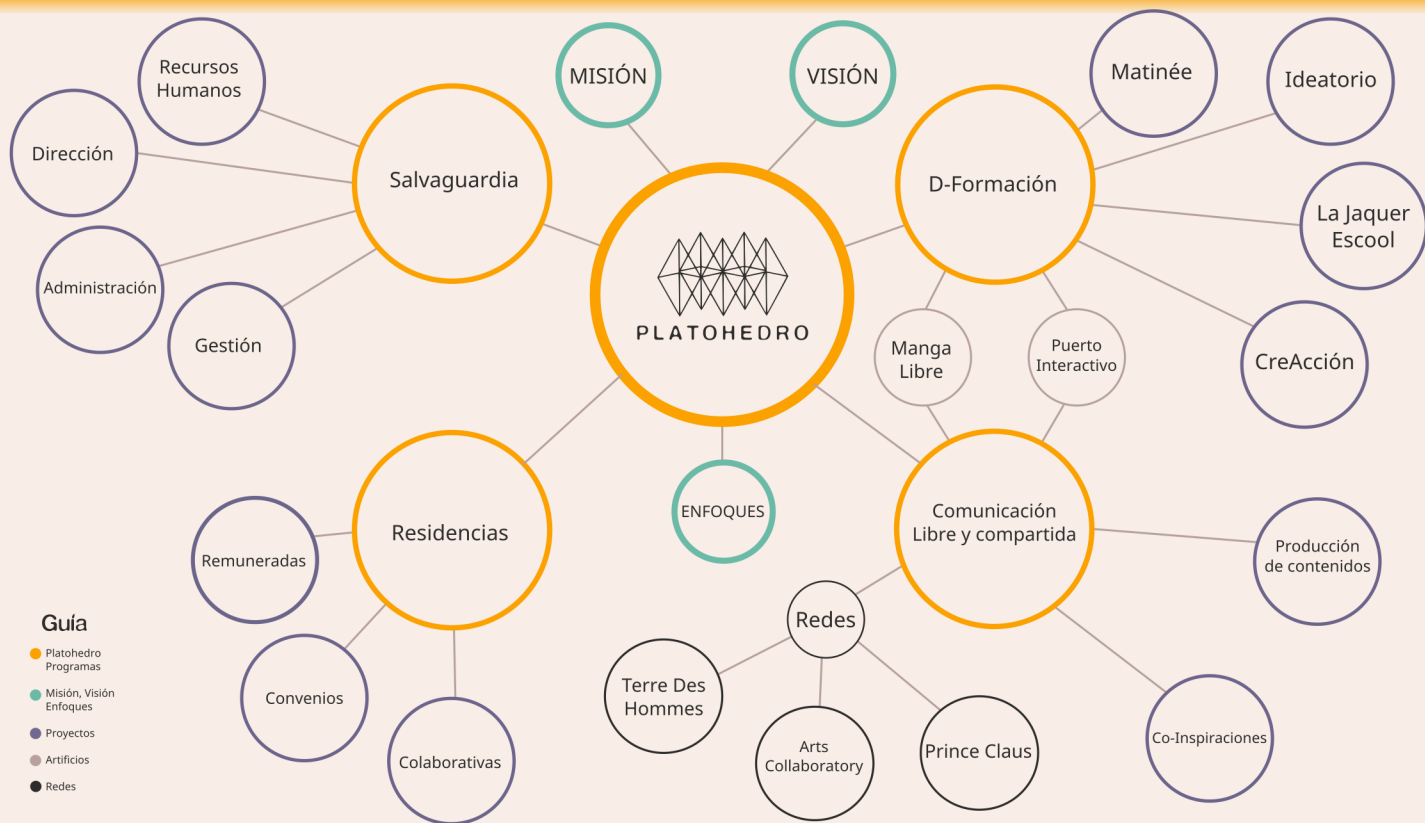 Recursos
Humanos
Dirección
Administración
Gestión
Salvaguardia
MISIÓN
VISIÓN
PLATOHEDRO
D-Formación
Matinée
Ideatorio
La Jaquer
Escool
CreAcción
Manga
Libre
Puerto
Interactivo
Residencias
Remuneradas
Convenios
Colaborativas
ENFOQUES
Comunicación
Libre y compartida
Producción
de contenidos
Co-Inspiraciones
Redes
Terre Des
Hommes
Arts
Collaboratory
Prince Claus
Guía
Platohedro
Programas
Misión, Visión
Enfoques
Proyectos
Artificios
Redes